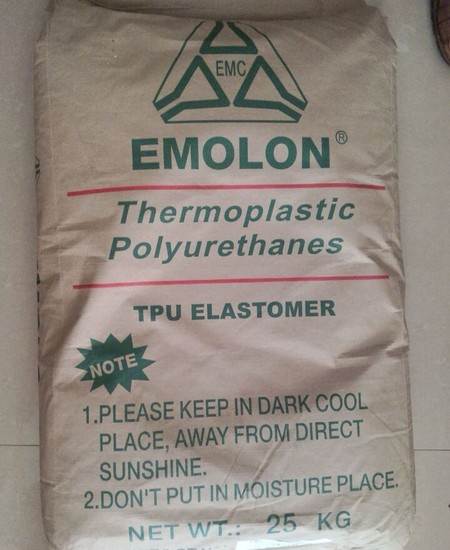 EMC
EMOLON®
Thermoplastic
Polyurethanes
TPU ELASTOMER
NOTE
1.PLEASE KEEP IN DARK COOL
PLACE, AWAY FROM DIRECT
SUNSHINE.
2.DON'T PUT IN MOISTURE PLACE.
NET WT.: 25 KG